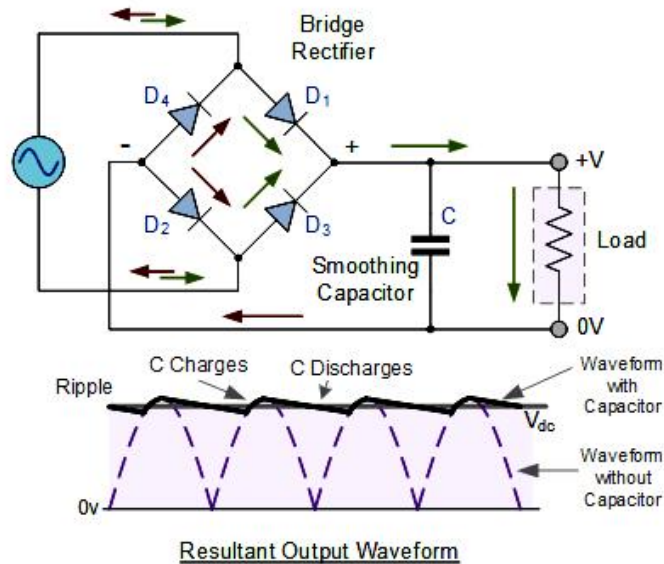 Bridge
Rectifier
D4
D1
-
+
+V
D2
D3
C
Load
Smoothing
Capacitor
0V
C Charges
C Discharges
Waveform
with
Capacitor
Ripple
Vdc
Waveform
without
Capacitor
0v
Resultant Output Waveform